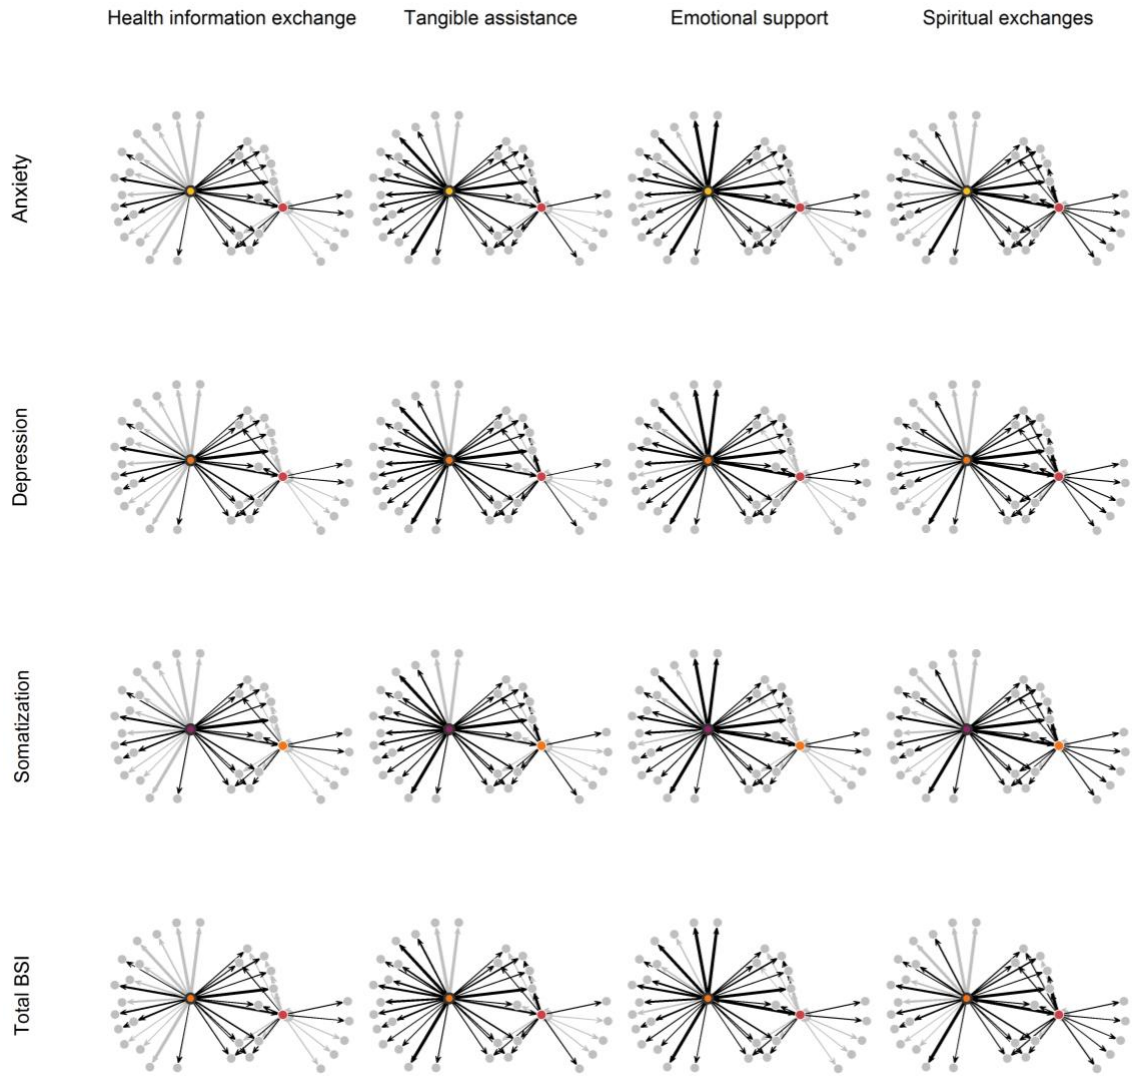 Health information exchange Tangible assistance Emotional support Spiritual exchanges
Anxiety
Depression
Somatization
Total BSI